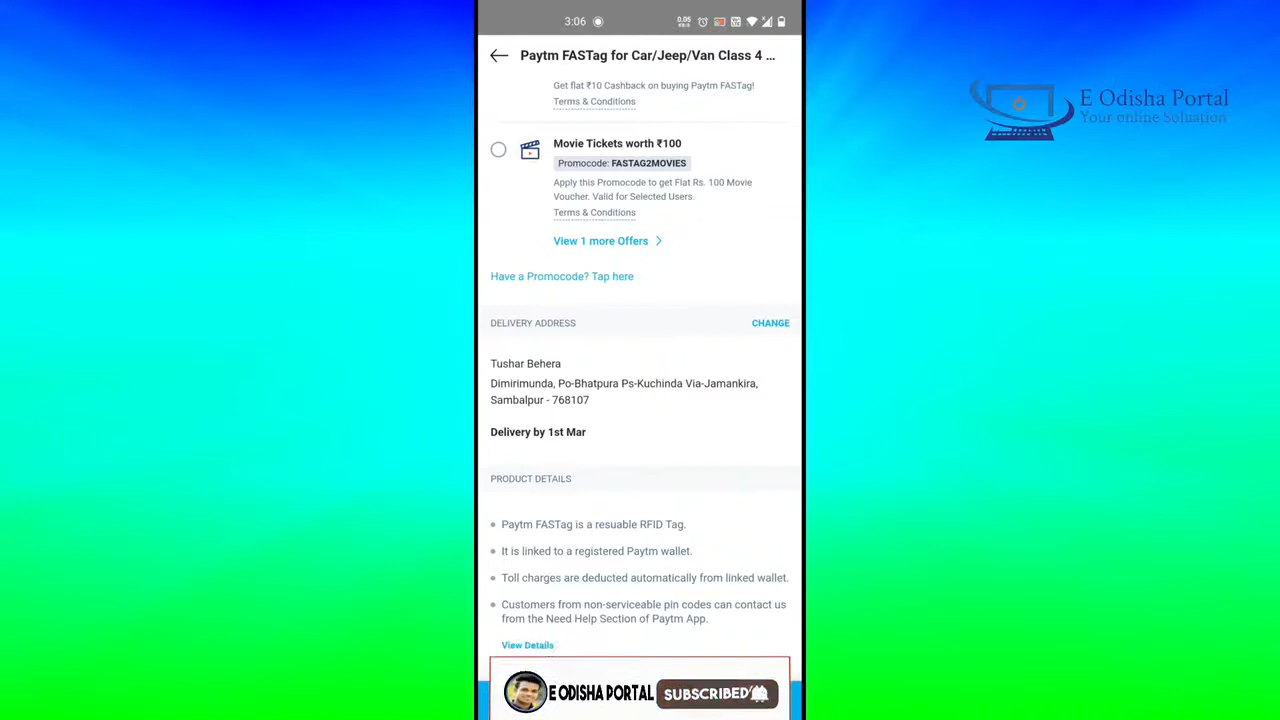 3:06
0.05
KB/S
Paytm FASTag for Car/Jeep/Van Class 4 ...
E Odisha Portal
Your online Soluation
Get flat ₹10 Cashback on buying Paytm FASTag!
Terms & Conditions
Movie Tickets worth ₹100
Promocode: FASTAG2MOVIES
Apply this Promocode to get Flat Rs. 100 Movie
Voucher. Valid for Selected Users.
Terms & Conditions
View 1 more Offers
Have a Promocode? Tap here
DELIVERY ADDRESS
CHANGE
Tushar Behera
Dimirimunda, Po-Bhatpura Ps-Kuchinda Via-Jamankira,
Sambalpur - 768107
Delivery by 1st Mar
PRODUCT DETAILS
Paytm FASTag is a resuable RFID Tag.
It is linked to a registered Paytm wallet.
Toll charges are deducted automatically from linked wallet.
Customers from non-serviceable pin codes can contact us
from the Need Help Section of Paytm App.
View Details
E ODISHA PORTAL
SUBSCRIBED